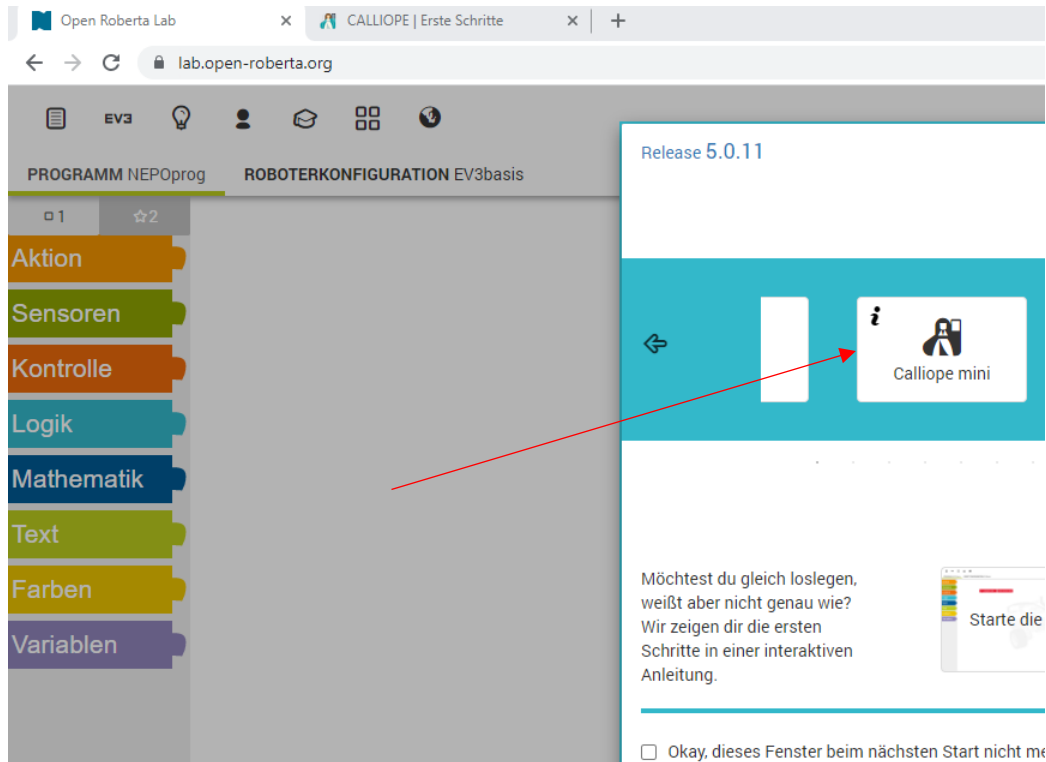 Open Roberta Lab
CALLIOPE | Erste Schritte
lab.open-roberta.org
EV3
PROGRAMM NEPOprog
ROBOTERKONFIGURATION EV3basis
1
2
Aktion
Sensoren
Kontrolle
Logik
Mathematik
Text
Farben
Variablen
Release 5.0.11
i
Calliope mini
Möchtest du gleich loslegen,
weißt aber nicht genau wie?
Wir zeigen dir die ersten
Schritte in einer interaktiven
Anleitung.
Starte die
Okay, dieses Fenster beim nächsten Start nicht